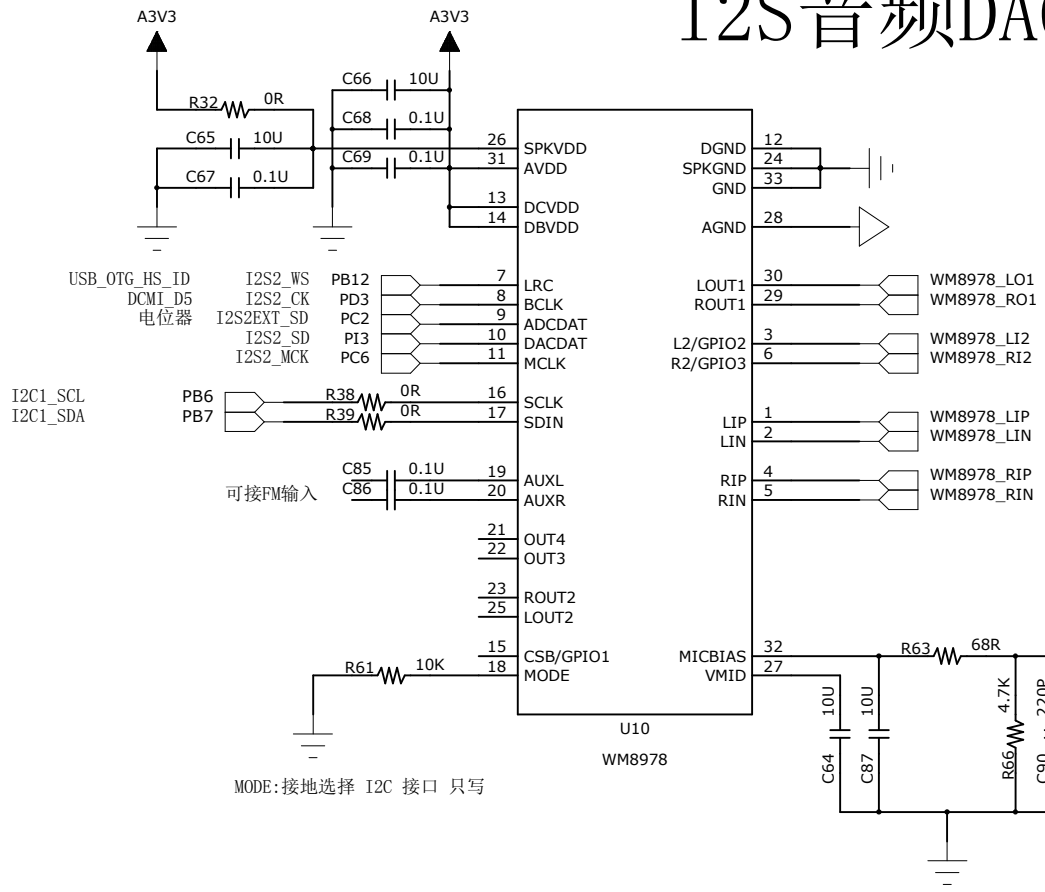 I2S音频DAC
A3V3
A3V3
C66 10U
R32 0R
C68 0.1U
C65 10U
C69 0.1U
C67 0.1U
26 SPKVDD
31 AVDD
13 DCVDD
14 DBVDD
DGND 12
SPKGND 24
GND 33
AGND 28
USB_OTG_HS_ID I2S2_WS PB12 7 LRC
DCMI_D5 I2S2_CK PD3 8 BCLK
电位器 I2S2EXT_SD PC2 9 ADCDAT
I2S2_SD PI3 10 DACDAT
I2S2_MCK PC6 11 MCLK
LOUT1 30 WM8978_LO1
ROUT1 29 WM8978_RO1
L2/GPIO2 3 WM8978_LI2
R2/GPIO3 6 WM8978_RI2
I2C1_SCL PB6 R38 0R 16 SCLK
I2C1_SDA PB7 R39 0R 17 SDIN
LIP 1 WM8978_LIP
LIN 2 WM8978_LIN
可接FM输入
C85 0.1U 19 AUXL
C86 0.1U 20 AUXR
RIP 4 WM8978_RIP
RIN 5 WM8978_RIN
21 OUT4
22 OUT3
23 ROUT2
25 LOUT2
15 CSB/GPIO1
R61 10K 18 MODE
MICBIAS 32 R63 68R
VMID 27
C64 10U
C87 10U
R66 4.7K
C90 220P
U10
WM8978
MODE:接地选择 I2C 接口 只写